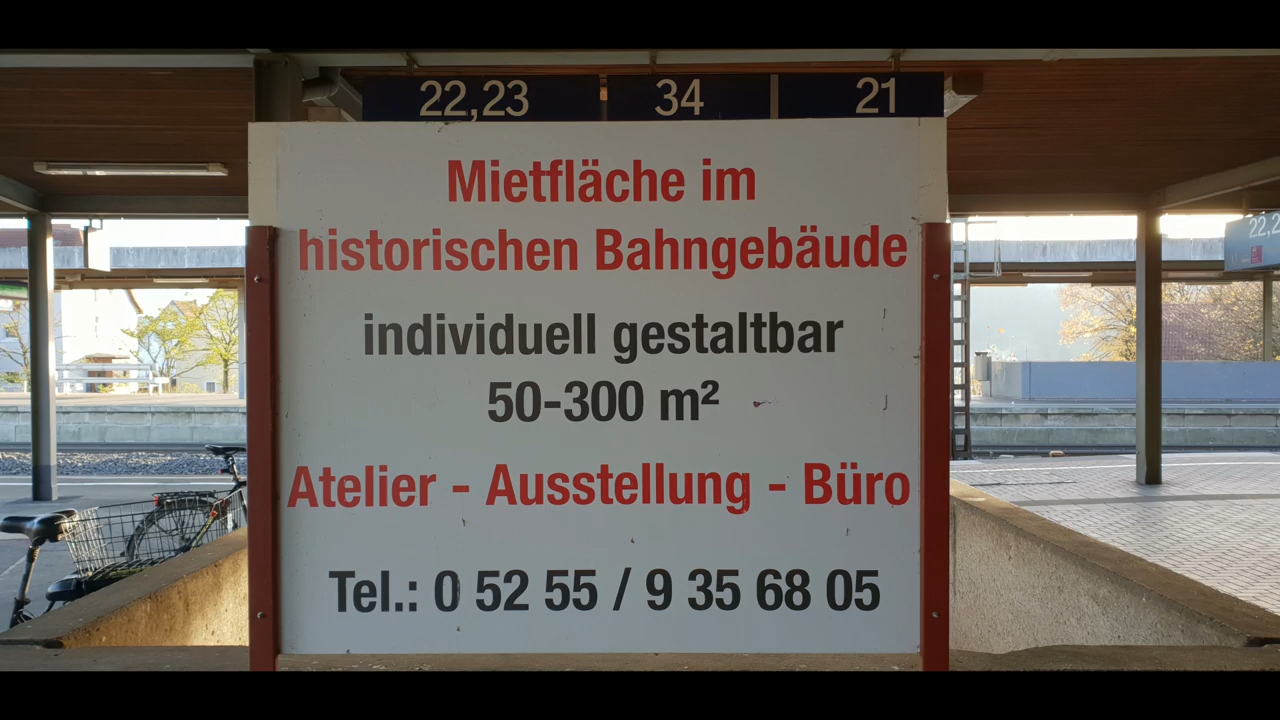 22,23 34 21
Mietfläche im
historischen Bahngebäude
individuell gestaltbar
50-300 m²
Atelier - Ausstellung - Büro
Tel.: 0 52 55 / 9 35 68 05